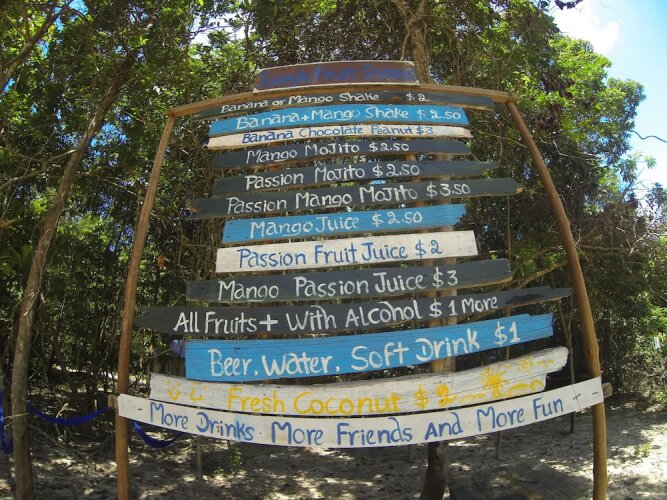 Fruit Shakes
Banana or Mango Shake $2
Banana+Mango Shake $2.50
Banana Chocolate Peanut $3
Mango Mojito $2.50
Passion Mojito $2.50
Passion Mango Mojito $3.50
Mango Juice $2.50
Passion Fruit Juice $2
Mango Passion Juice $3
All Fruits + With Alcohol $1 More
Beer, Water, Soft Drink $1
Fresh Coconut $2
More Drinks More Friends And More Fun